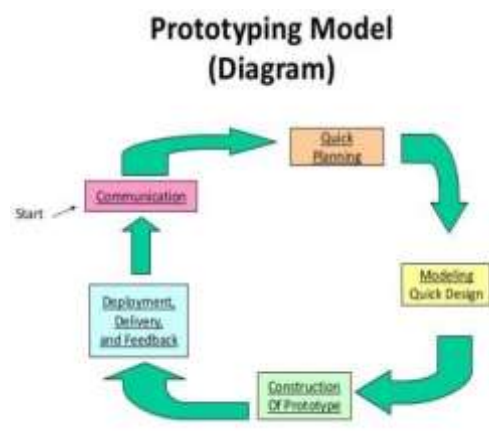 Prototyping Model
(Diagram)
Quick
Planning
Communication
Start
Modeling
Quick Design
Deployment,
Delivery,
and Feedback
Construction
Of Prototype